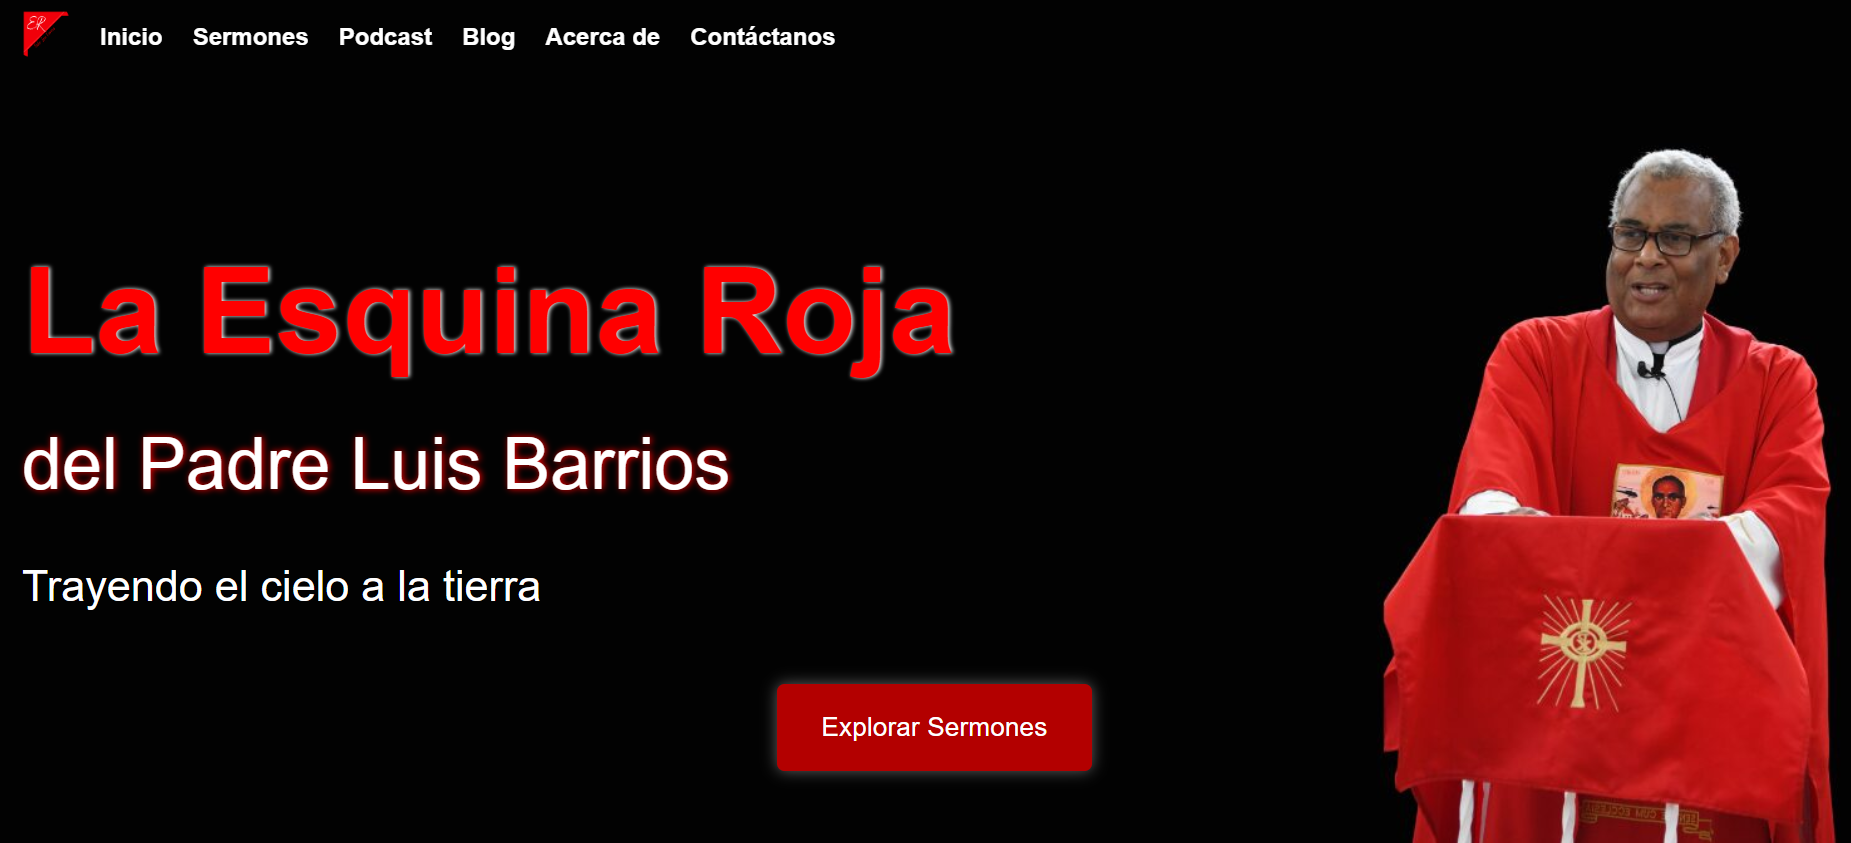 ER
Inicio Sermones Podcast Blog Acerca de Contáctanos
La Esquina Roja
del Padre Luis Barrios
Trayendo el cielo a la tierra
Explorar Sermones